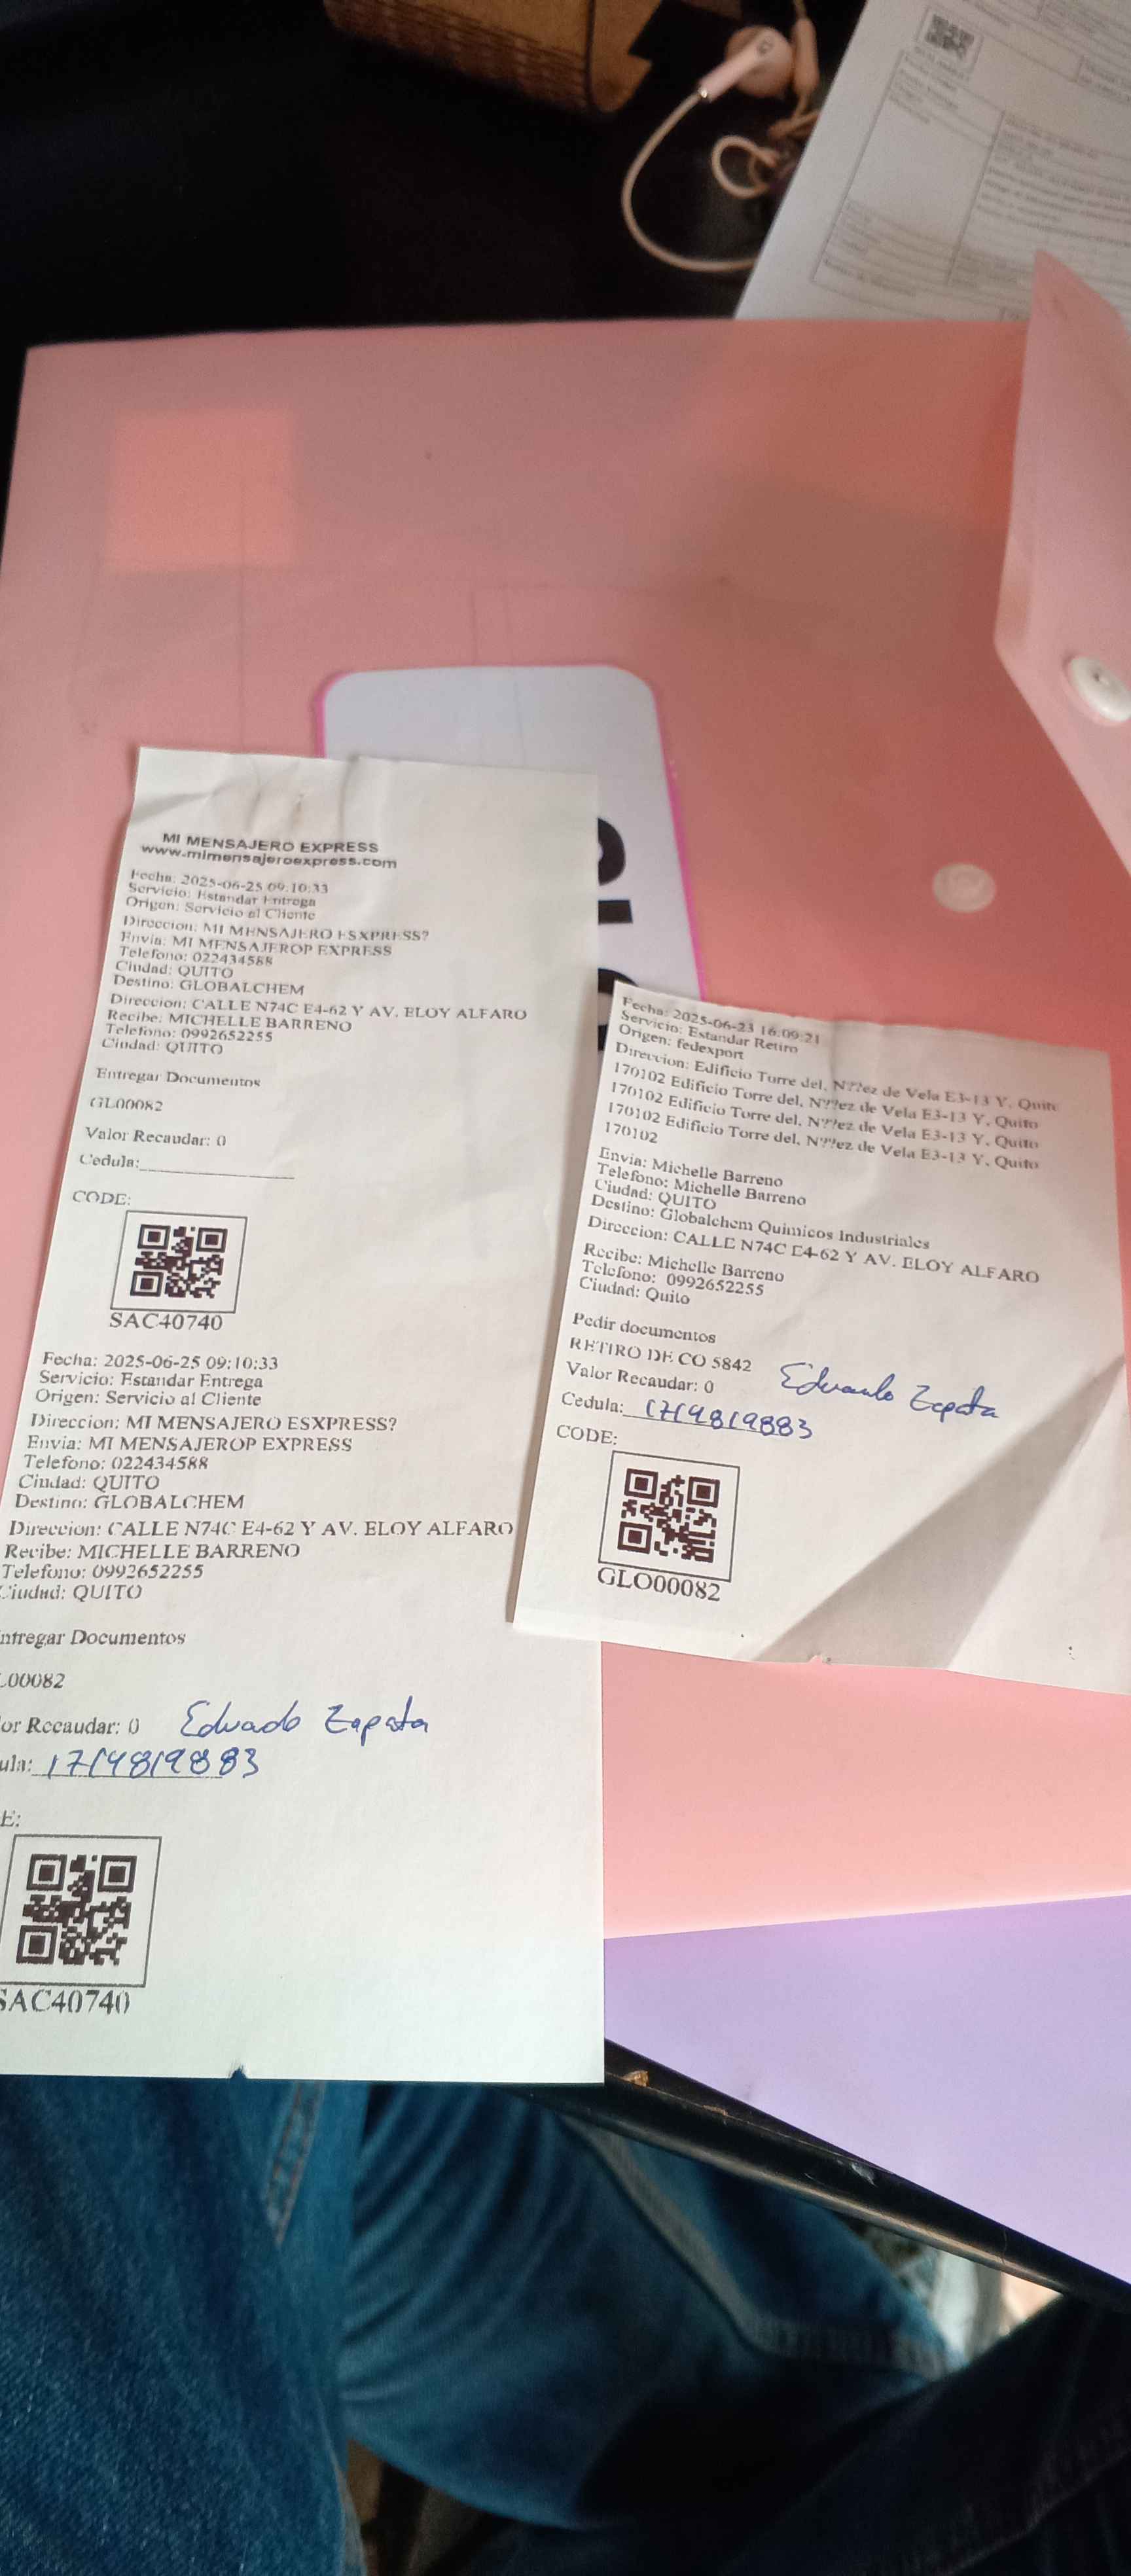 MI MENSAJERO EXPRESS
www.mimensajeroexpress.com
Fecha: 2025-06-25 09:10:33
Servicio: Estandar Entrega
Origen: Servicio al Cliente
Direccion: MI MENSAJERO ESXPRESS?
Envia: MI MENSAJEROP EXPRESS
Telefono: 022434588
Ciudad: QUITO
Destino: GLOBALCHEM
Direccion: CALLE N74C E4-62 Y AV. ELOY ALFARO
Recibe: MICHELLE BARRENO
Telefono: 0992652255
Ciudad: QUITO
Entregar Documentos
GL00082
Valor Recaudar: 0
Cedula:
CODE:
SAC40740
Fecha: 2025-06-25 09:10:33
Servicio: Estandar Entrega
Origen: Servicio al Cliente
Direccion: MI MENSAJERO ESXPRESS?
Envia: MI MENSAJEROP EXPRESS
Telefono: 022434588
Ciudad: QUITO
Destino: GLOBALCHEM
Direccion: CALLE N74C E4-62 Y AV. ELOY ALFARO
Recibe: MICHELLE BARRENO
Telefono: 0992652255
Ciudad: QUITO
ntregar Documentos
L00082
or Recaudar: 0 Eduado Zapata
ula: 1714819883
E:
SAC40740
Fecha: 2025-06-23 16:09:21
Servicio: Estandar Retiro
Origen: fedexport
Direccion: Edificio Torre del, N??ez de Vela E3-13 Y, Quito
170102 Edificio Torre del, N??ez de Vela E3-13 Y, Quito
170102 Edificio Torre del, N??ez de Vela E3-13 Y, Quito
170102 Edificio Torre del, N??ez de Vela E3-13 Y, Quito
170102
Envia: Michelle Barreno
Telefono: Michelle Barreno
Ciudad: QUITO
Destino: Globalchem Quimicos Industriales
Direccion: CALLE N74C E4-62 Y AV. ELOY ALFARO
Recibe: Michelle Barreno
Telefono: 0992652255
Ciudad: Quito
Pedir documentos
RETIRO DE CO 5842
Valor Recaudar: 0 Eduardo Zapata
Cedula: 1714819883
CODE:
GLO00082